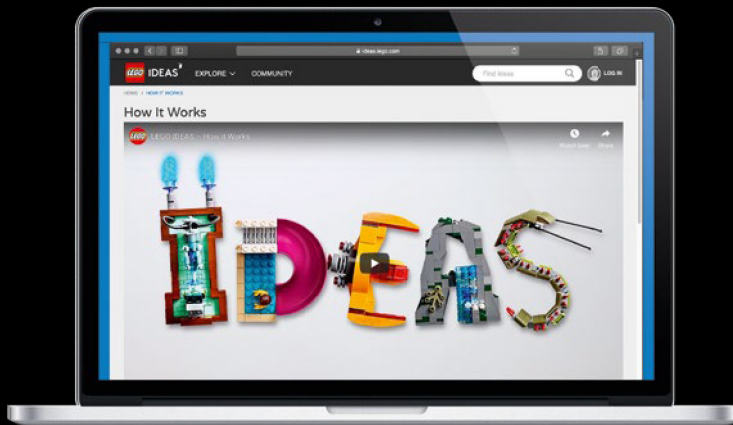 ideas.lego.com
LEGO IDEAS EXPLORE COMMUNITY Find Ideas LOG IN
HOME / HOW IT WORKS
How It Works
LEGO LEGO IDEAS - How it Works
Watch later Share
IDEAS